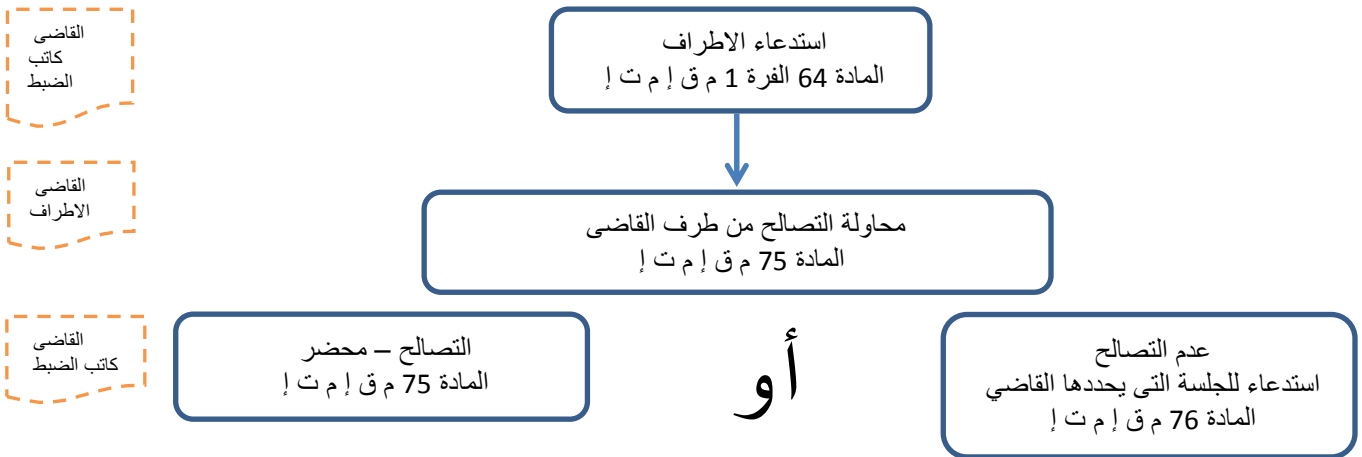 القاضى
كاتب
الضبط
استدعاء الاطراف
المادة 64 الفرة 1 م ق إ م ت إ
القاضى
الاطراف
محاولة التصالح من طرف القاضى
المادة 75 م ق إ م ت إ
القاضى
كاتب الضبط
التصالح – محضر
المادة 75 م ق إ م ت إ
أو
عدم التصالح
استدعاء للجلسة التى يحددها القاضي
المادة 76 م ق إ م ت إ